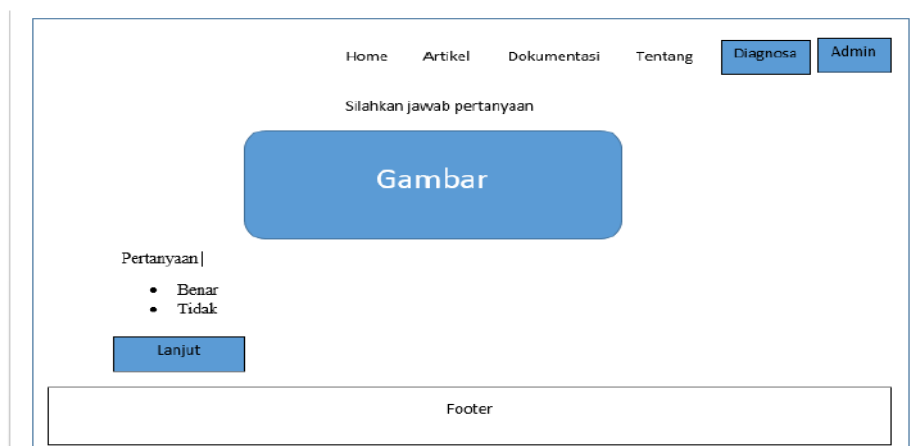 Home Artikel Dokumentasi Tentang Diagnosa Admin
Silahkan jawab pertanyaan
Gambar
Pertanyaan
• Benar
• Tidak
Lanjut
Footer